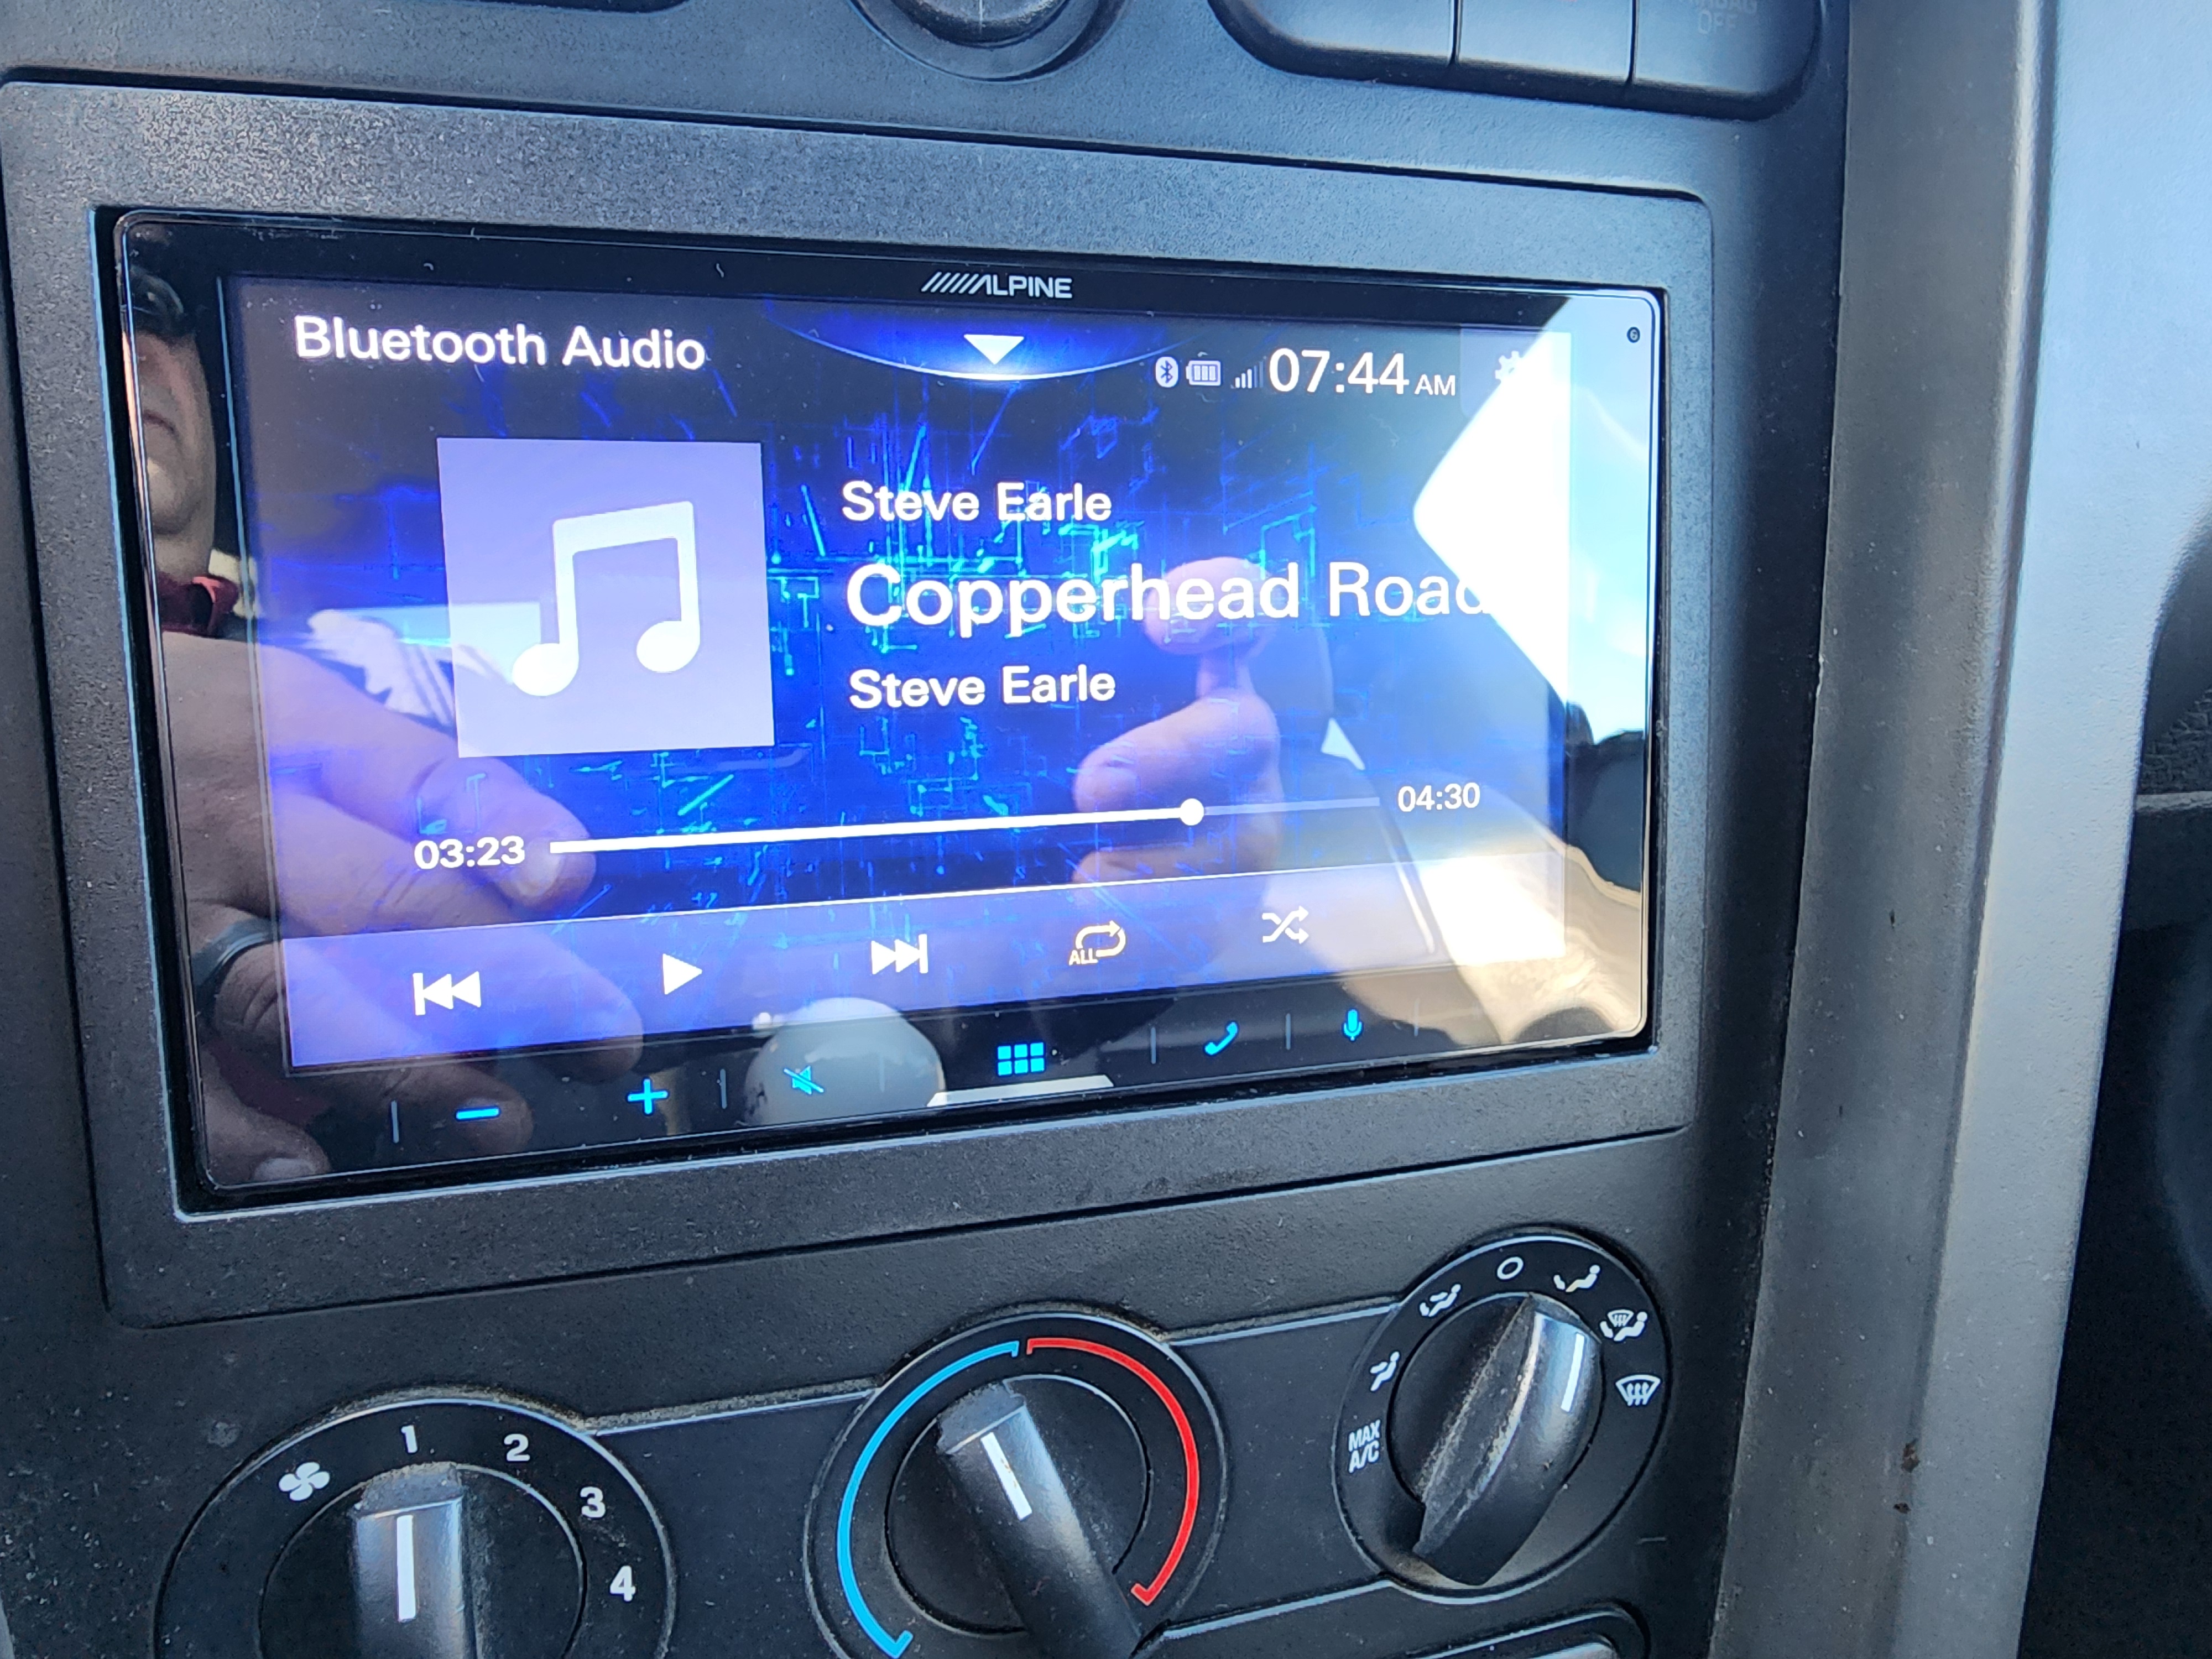 OFF
ALPINE
Bluetooth Audio
07:44 AM
Steve Earle
Copperhead Road
Steve Earle
03:23
04:30
ALL
1
2
3
4
MAX
A/C